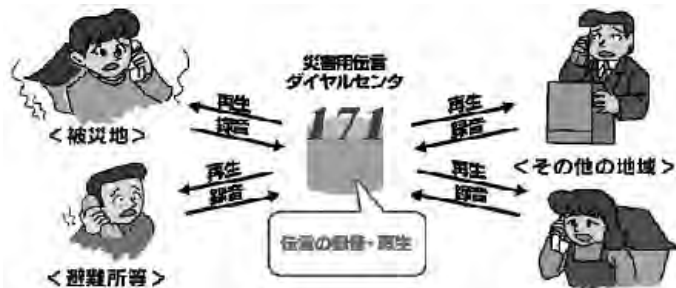 災害用伝言
ダイヤルセンタ
171
再生
録音
再生
録音
<被災地>
再生
録音
再生
録音
<その他の地域>
伝言の・再生
<避難所等>